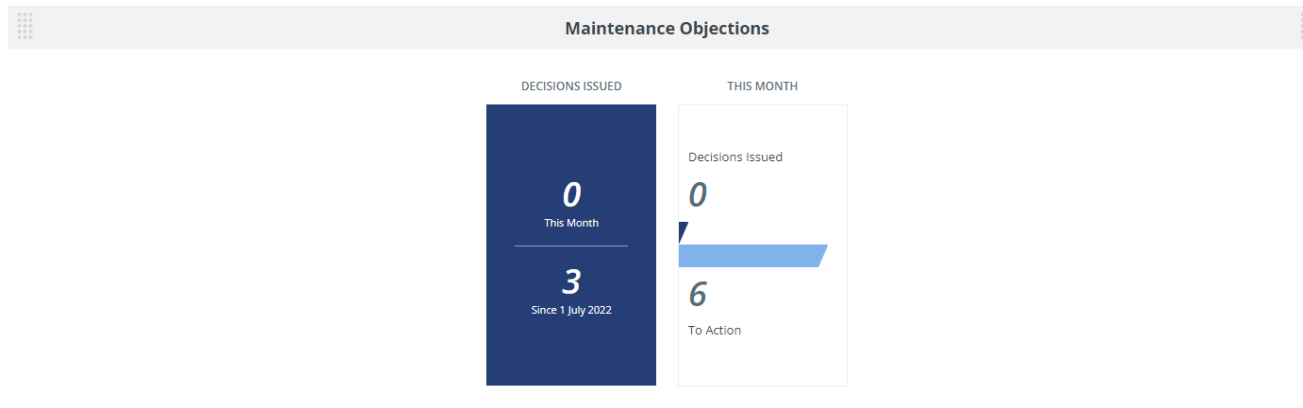 Maintenance Objections
DECISIONS ISSUED
0
This Month
3
Since 1 July 2022
THIS MONTH
Decisions Issued
0
6
To Action